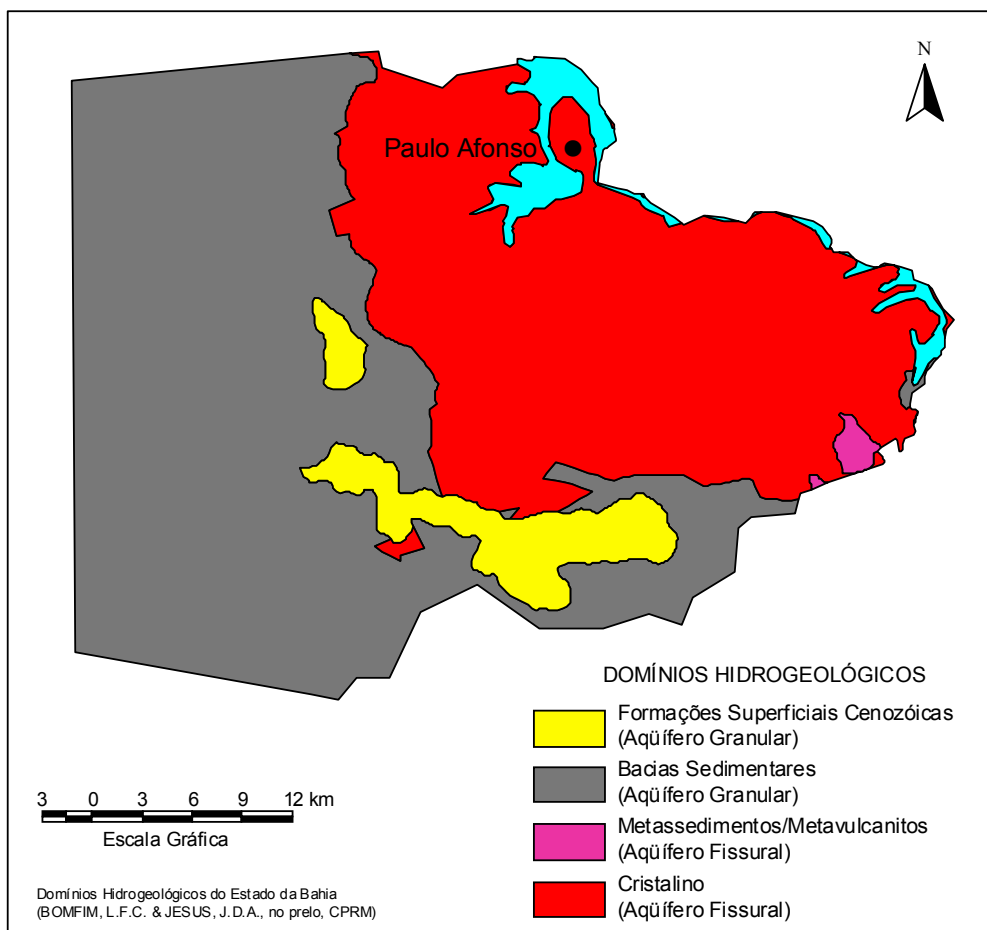 N
Paulo Afonso
DOMÍNIOS HIDROGEOLÓGICOS
Formações Superficiais Cenozóicas
(Aqüífero Granular)
Bacias Sedimentares
(Aqüífero Granular)
Metassedimentos/Metavulcanitos
(Aqüífero Fissural)
Cristalino
(Aqüífero Fissural)
3 0 3 6 9 12 km
Escala Gráfica
Domínios Hidrogeológicos do Estado da Bahia
(BOMFIM, L.F.C. & JESUS, J.D.A., no prelo, CPRM)